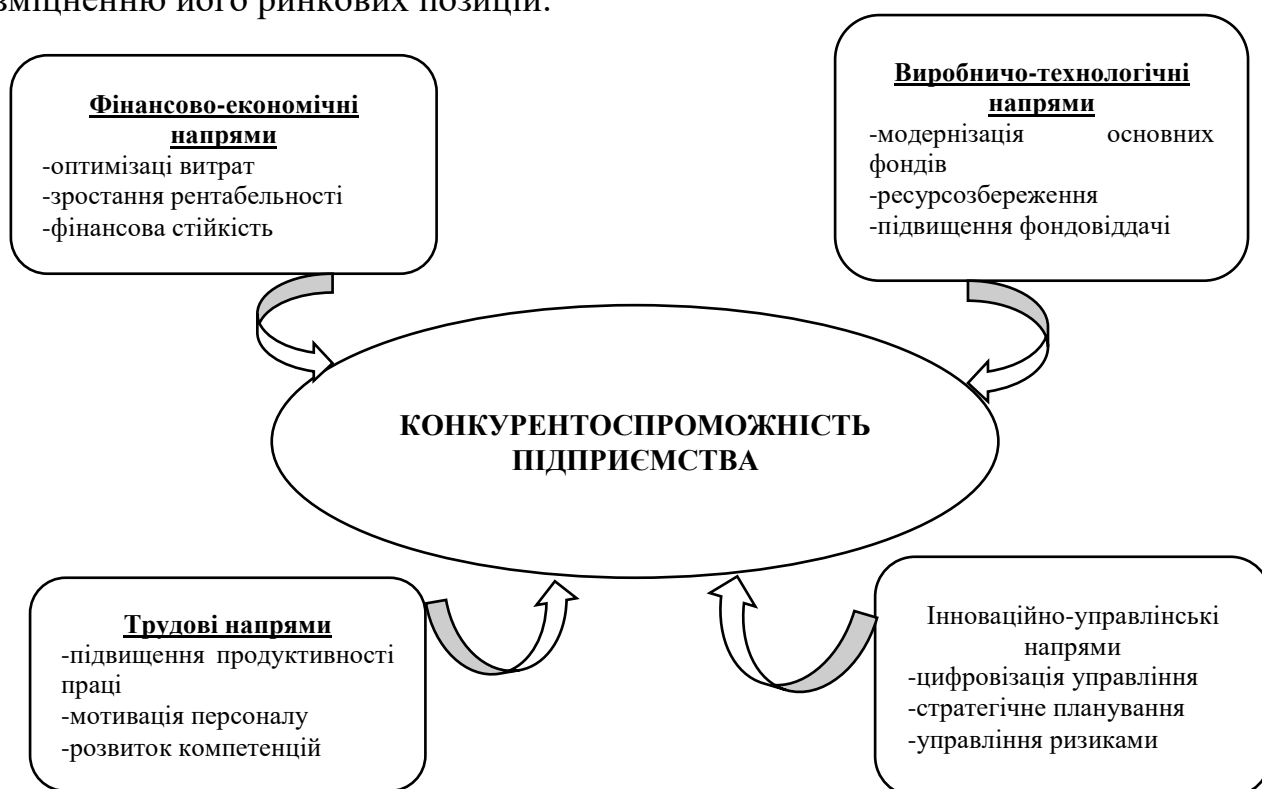 зміцненню його ринкових позицій.
Фінансово-економічні
напрями
-оптимізаці витрат
-зростання рентабельності
-фінансова стійкість
Виробничо-технологічні
напрями
-модернізація основних
фондів
-ресурсозбереження
-підвищення фондовіддачі
КОНКУРЕНТОСПРОМОЖНІСТЬ
ПІДПРИЄМСТВА
Трудові напрями
-підвищення продуктивності
праці
-мотивація персоналу
-розвиток компетенцій
Інноваційно-управлінські
напрями
-цифровізація управління
-стратегічне планування
-управління ризиками